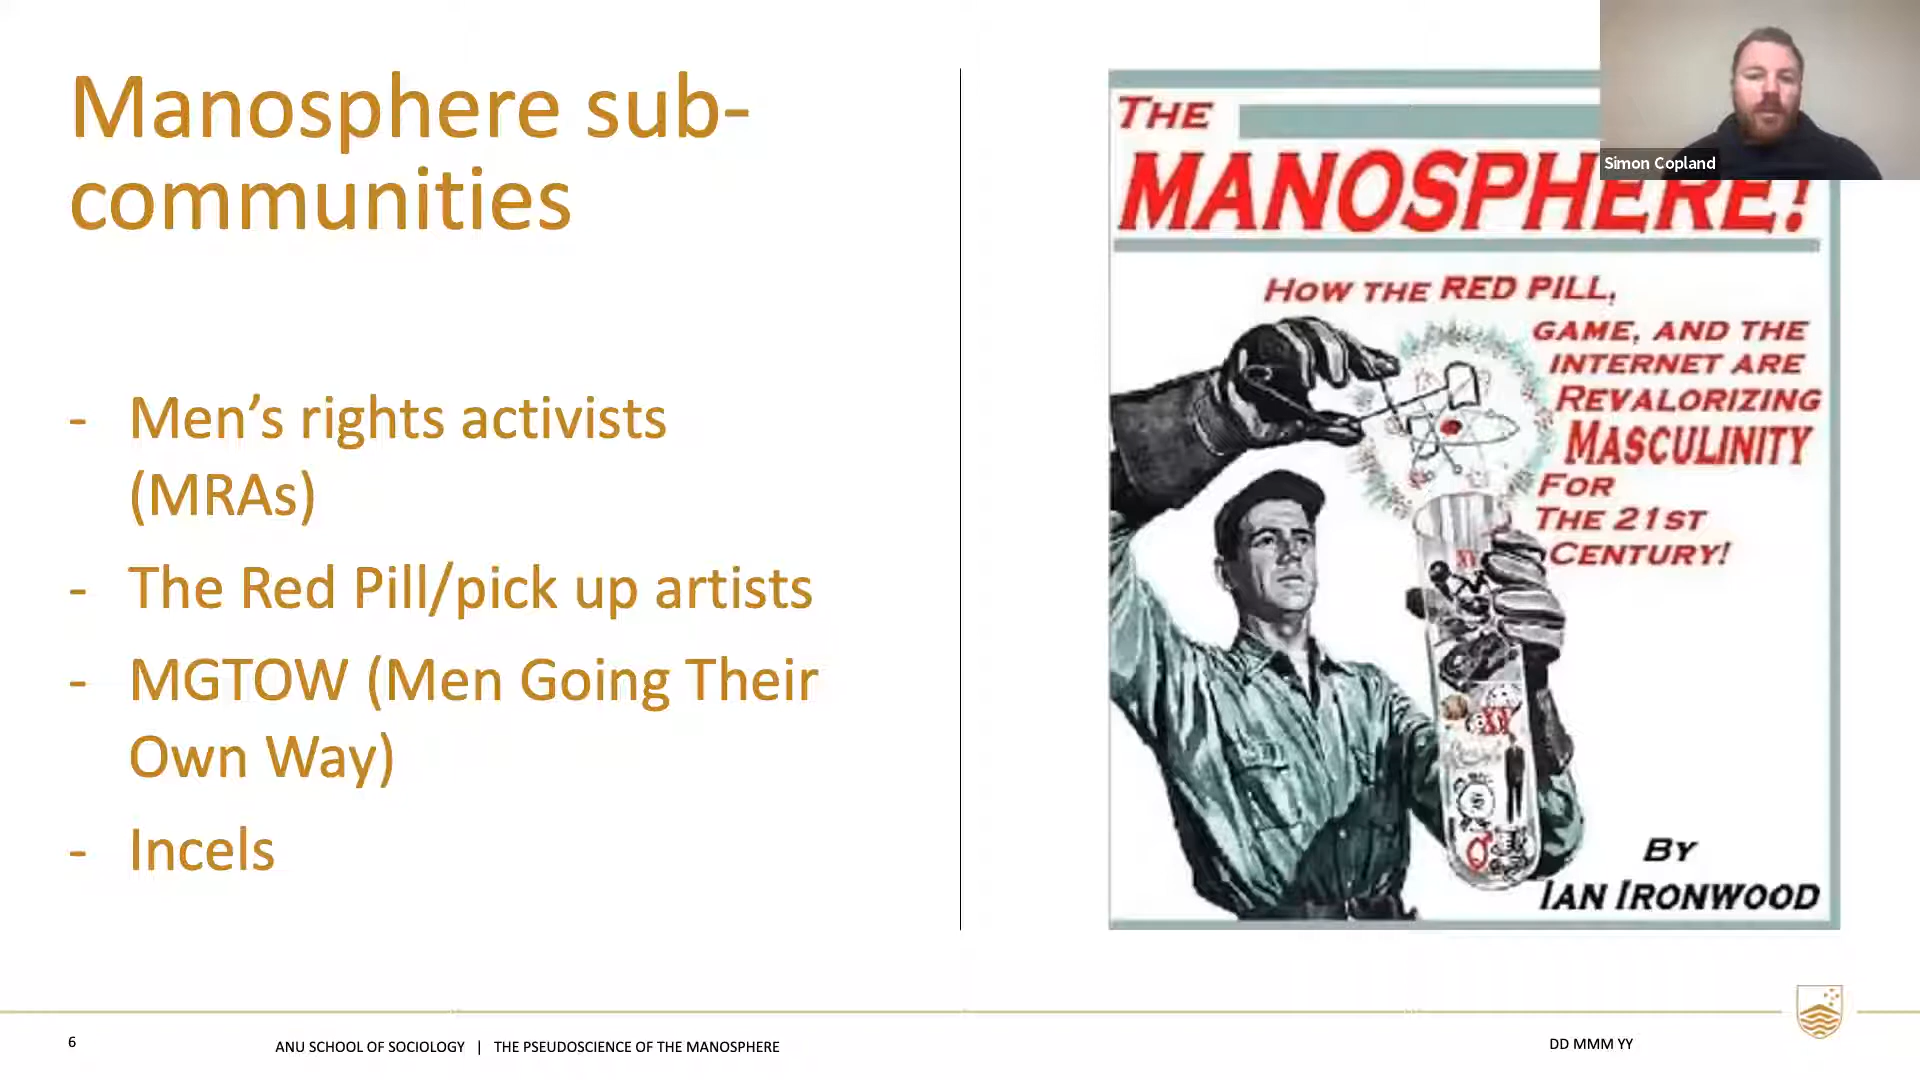 Manosphere sub-
communities
- Men’s rights activists
(MRAs)
- The Red Pill/pick up artists
- MGTOW (Men Going Their
Own Way)
- Incels
THE
MANOSPHERE!
HOW THE RED PILL,
GAME, AND THE
INTERNET ARE
REVALORIZING
MASCULINITY
FOR
THE 21ST
CENTURY!
XY
BY
IAN IRONWOOD
Simon Copland
6
ANU SCHOOL OF SOCIOLOGY | THE PSEUDOSCIENCE OF THE MANOSPHERE
DD MMM YY